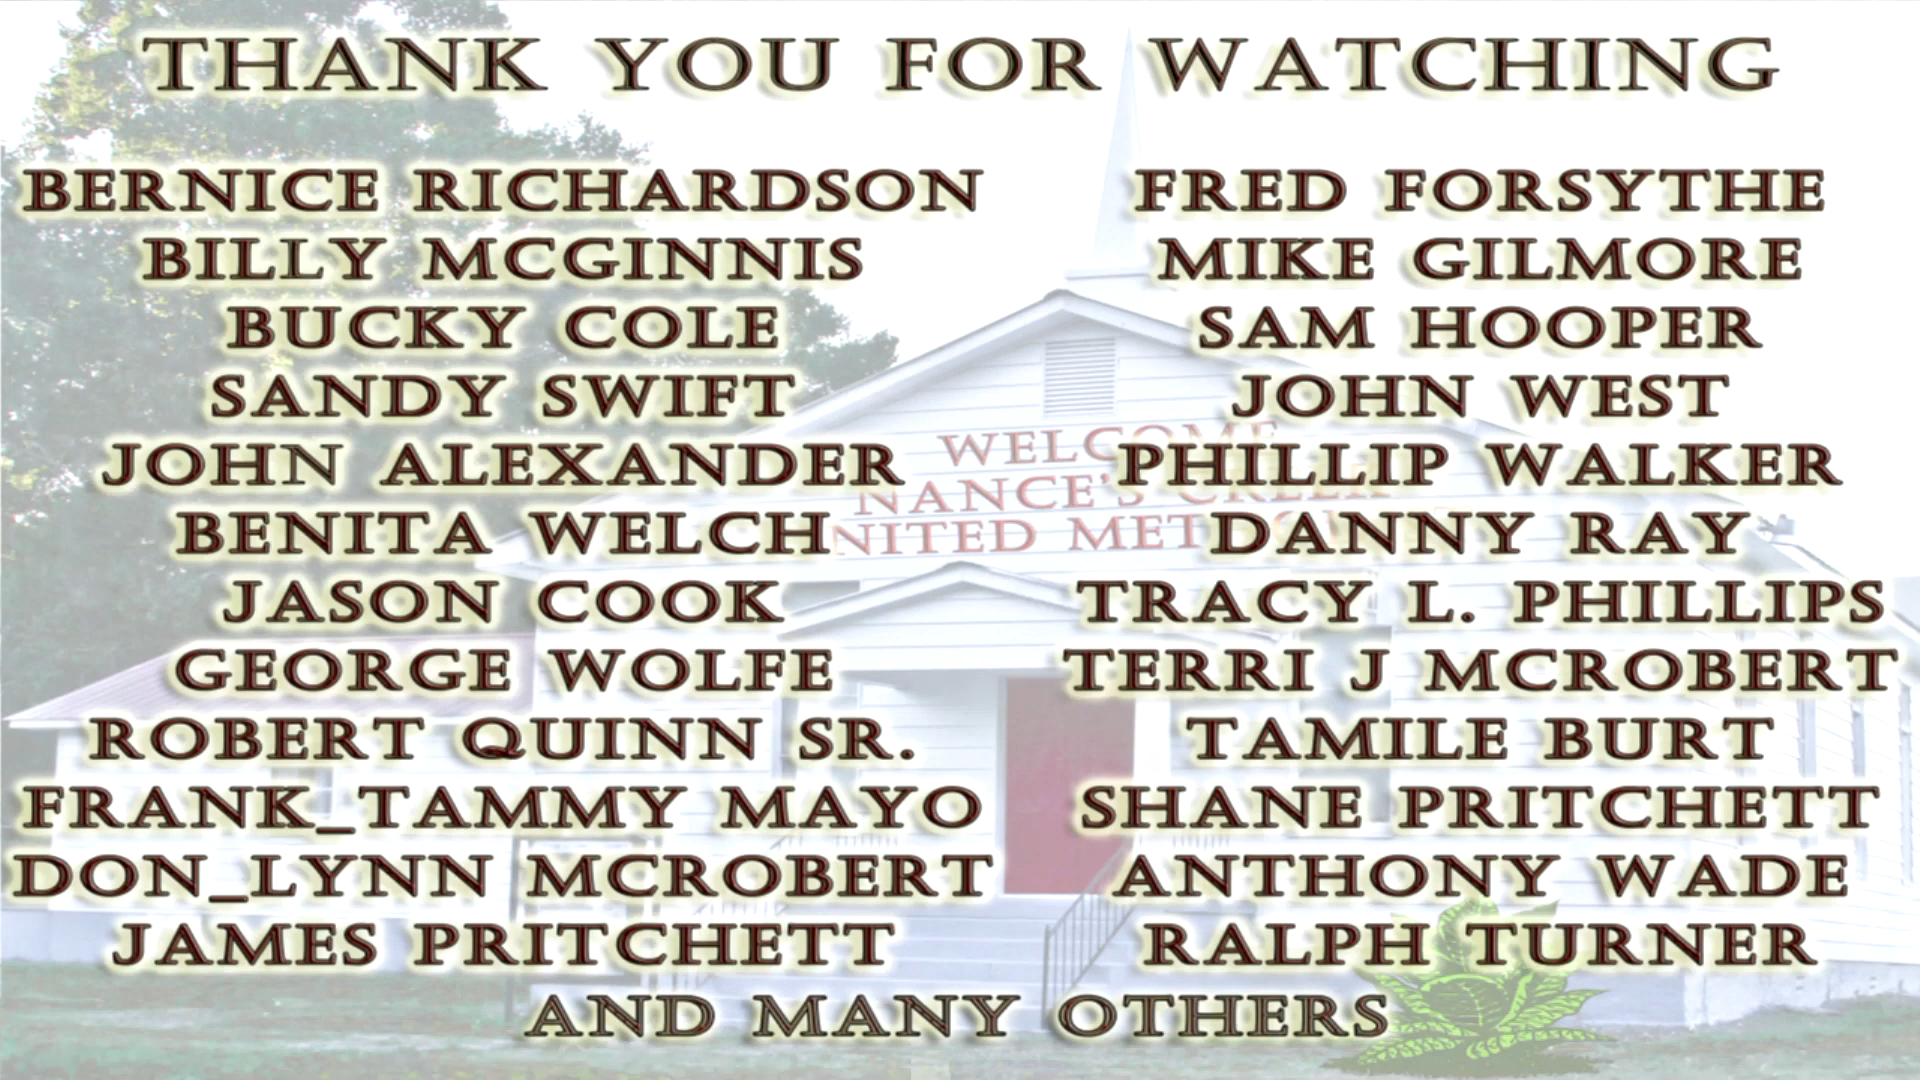 THANK YOU FOR WATCHING
BERNICE RICHARDSON
BILLY MCGINNIS
BUCKY COLE
SANDY SWIFT
JOHN ALEXANDER
BENITA WELCH
JASON COOK
GEORGE WOLFE
ROBERT QUINN SR.
FRANK_TAMMY MAYO
DON_LYNN MCROBERT
JAMES PRITCHETT
FRED FORSYTHE
MIKE GILMORE
SAM HOOPER
JOHN WEST
PHILLIP WALKER
DANNY RAY
TRACY L. PHILLIPS
TERRI J MCROBERT
TAMILE BURT
SHANE PRITCHETT
ANTHONY WADE
RALPH TURNER
AND MANY OTHERS
WELCOME
NANCE'S CREEK